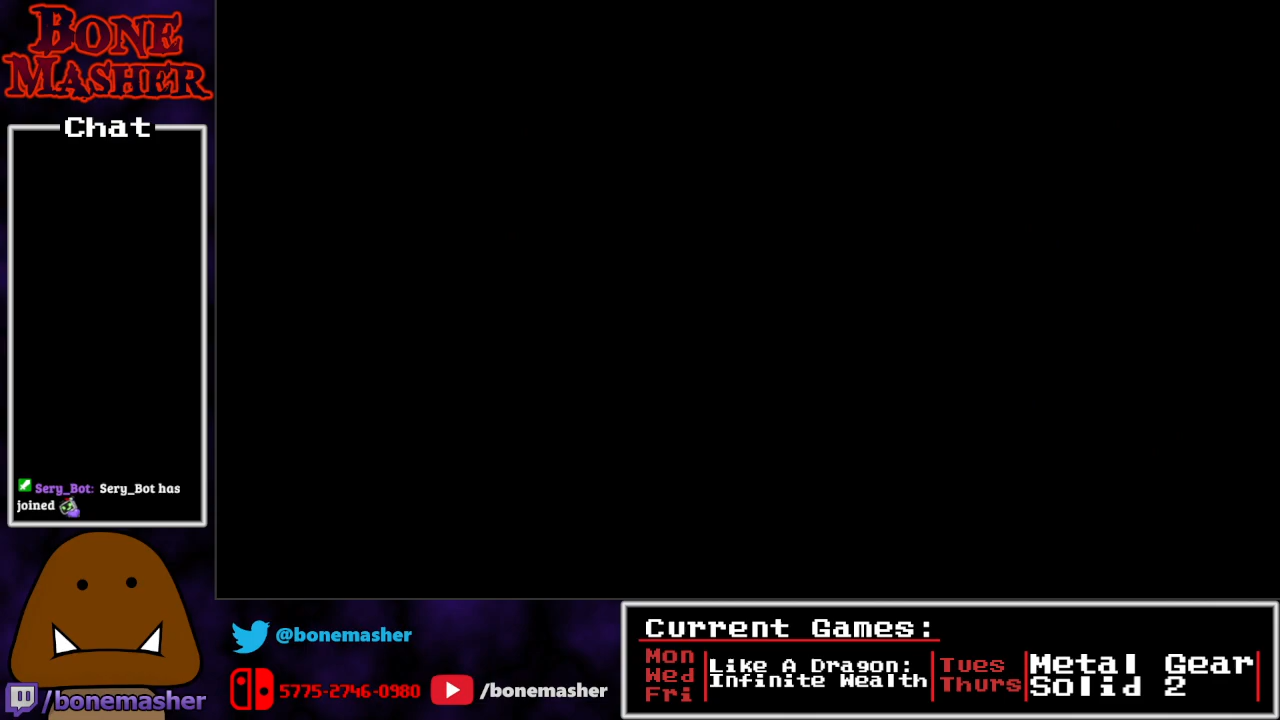 BONE
MASHER
Chat
Sery_Bot: Sery_Bot has
joined
/bonemasher
@bonemasher
5775-2746-0980
/bonemasher
Current Games:
Mon
Wed
Fri
Like A Dragon:
Infinite Wealth
Tues
Thurs
Metal Gear
Solid 2